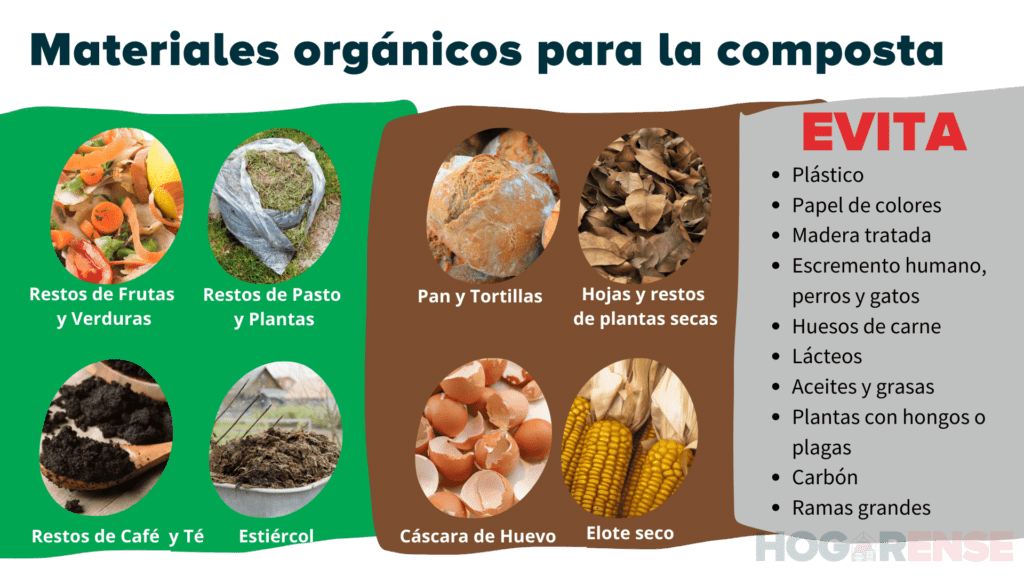 Materiales orgánicos para la composta
Restos de Frutas
y Verduras
Restos de Pasto
y Plantas
Restos de Café y Té
Estiércol
Pan y Tortillas
Hojas y restos
de plantas secas
Cáscara de Huevo
Elote seco
EVITA
• Plástico
• Papel de colores
• Madera tratada
• Escremento humano,
perros y gatos
• Huesos de carne
• Lácteos
• Aceites y grasas
• Plantas con hongos o
plagas
• Carbón
• Ramas grandes
HOGARENSE